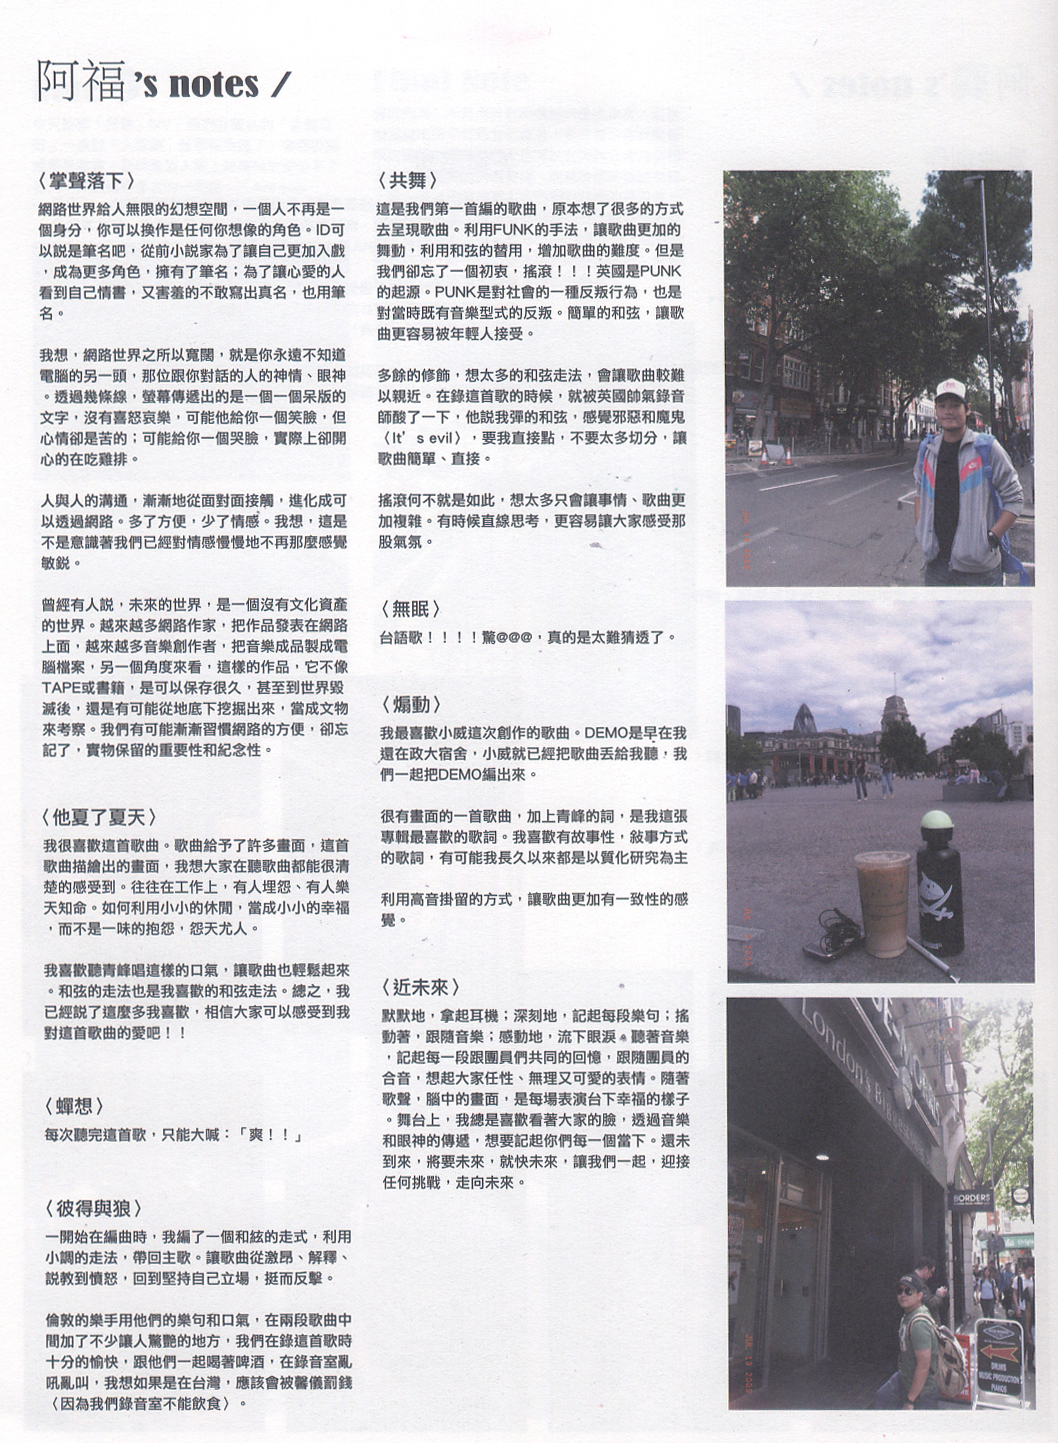 阿福's notes /
〈掌聲落下〉
網路世界給人無限的幻想空間，一個人不再是一
個身分，你可以換作是任何你想像的角色。ID可
以說是筆名吧，從前小說家為了讓自己更加入戲
，成為更多角色，擁有了筆名；為了讓心愛的人
看到自己情書，又害羞的不敢寫出真名，也用筆
名。
我想，網路世界之所以寬闊，就是你永遠不知道
電腦的另一頭，那位跟你對話的人的神情、眼神
。透過幾條線，螢幕傳遞出的是一個一個呆版的
文字，沒有喜怒哀樂，可能他給你一個笑臉，但
心情卻是苦的；可能給你一個哭臉，實際上卻開
心的在吃雞排。
人與人的溝通，漸漸地從面對面接觸，進化成可
以透過網路。多了方便，少了情感。我想，這是
不是意識著我們已經對情感慢慢地不再那麼感覺
敏銳。
曾經有人說，未來的世界，是一個沒有文化資產
的世界。越來越多網路作家，把作品發表在網路
上面，越來越多音樂創作者，把音樂成品製成電
腦檔案，另一個角度來看，這樣的作品，它不像
TAPE或書籍，是可以保存很久，甚至到世界毀
滅後，還是有可能從地底下挖掘出來，當成文物
來考察。我們有可能漸漸習慣網路的方便，卻忘
記了，實物保留的重要性和紀念性。
〈他夏了夏天〉
我很喜歡這首歌曲。歌曲給予了許多畫面，這首
歌曲描繪出的畫面，我想大家在聽歌曲都能很清
楚的感受到。往往在工作上，有人埋怨、有人樂
天知命。如何利用小小的休閒，當成小小的幸福
，而不是一味的抱怨，怨天尤人。
我喜歡聽青峰唱這樣的口氣，讓歌曲也輕鬆起來
。和弦的走法也是我喜歡的和弦走法。總之，我
已經說了這麼多我喜歡，相信大家可以感受到我
對這首歌曲的愛吧！！
〈蟬想〉
每次聽完這首歌，只能大喊：「爽！！」
〈彼得與狼〉
一開始在編曲時，我編了一個和絃的走式，利用
小調的走法，帶回主歌。讓歌曲從激昂、解釋、
說教到憤怒，回到堅持自己立場，挺而反擊。
倫敦的樂手用他們的樂句和口氣，在兩段歌曲中
間加了不少讓人驚艷的地方，我們在錄這首歌時
十分的愉快，跟他們一起喝著啤酒，在錄音室亂
吼亂叫，我想如果是在台灣，應該會被馨儀罰錢
〈因為我們錄音室不能飲食〉。
〈共舞〉
這是我們第一首編的歌曲，原本想了很多的方式
去呈現歌曲。利用FUNK的手法，讓歌曲更加的
舞動，利用和弦的替用，增加歌曲的難度。但是
我們卻忘了一個初衷，搖滾！！！英國是PUNK
的起源。PUNK是對社會的一種反叛行為，也是
對當時既有音樂型式的反叛。簡單的和弦，讓歌
曲更容易被年輕人接受。
多餘的修飾，想太多的和弦走法，會讓歌曲較難
以親近。在錄這首歌的時候，就被英國帥氣錄音
師酸了一下，他說我彈的和弦，感覺邪惡和魔鬼
〈It's evil〉，要我直接點，不要太多切分，讓
歌曲簡單、直接。
搖滾何不就是如此，想太多只會讓事情、歌曲更
加複雜。有時候直線思考，更容易讓大家感受那
股氣氛。
〈無眠〉
台語歌！！！！驚@@@，真的是太難猜透了。
〈煽動〉
我最喜歡小威這次創作的歌曲。DEMO是早在我
還在政大宿舍，小威就已經把歌曲丟給我聽，我
們一起把DEMO編出來。
很有畫面的一首歌曲，加上青峰的詞，是我這張
專輯最喜歡的歌詞。我喜歡有故事性，敍事方式
的歌詞，有可能我長久以來都是以質化研究為主
利用高音掛留的方式，讓歌曲更加有一致性的感
覺。
〈近未來〉
默默地，拿起耳機；深刻地，記起每段樂句；搖
動著，跟隨音樂；感動地，流下眼淚。聽著音樂
，記起每一段跟團員們共同的回憶，跟隨團員的
合音，想起大家任性、無理又可愛的表情。隨著
歌聲，腦中的畫面，是每場表演台下幸福的樣子
。舞台上，我總是喜歡看著大家的臉，透過音樂
和眼神的傳遞，想要記起你們每一個當下。還未
到來，將要未來，就快未來，讓我們一起，迎接
任何挑戰，走向未來。
London's
BORDERS
DRUMS
MUSIC PRODUCTION
PIANOS
JUL 19 2009